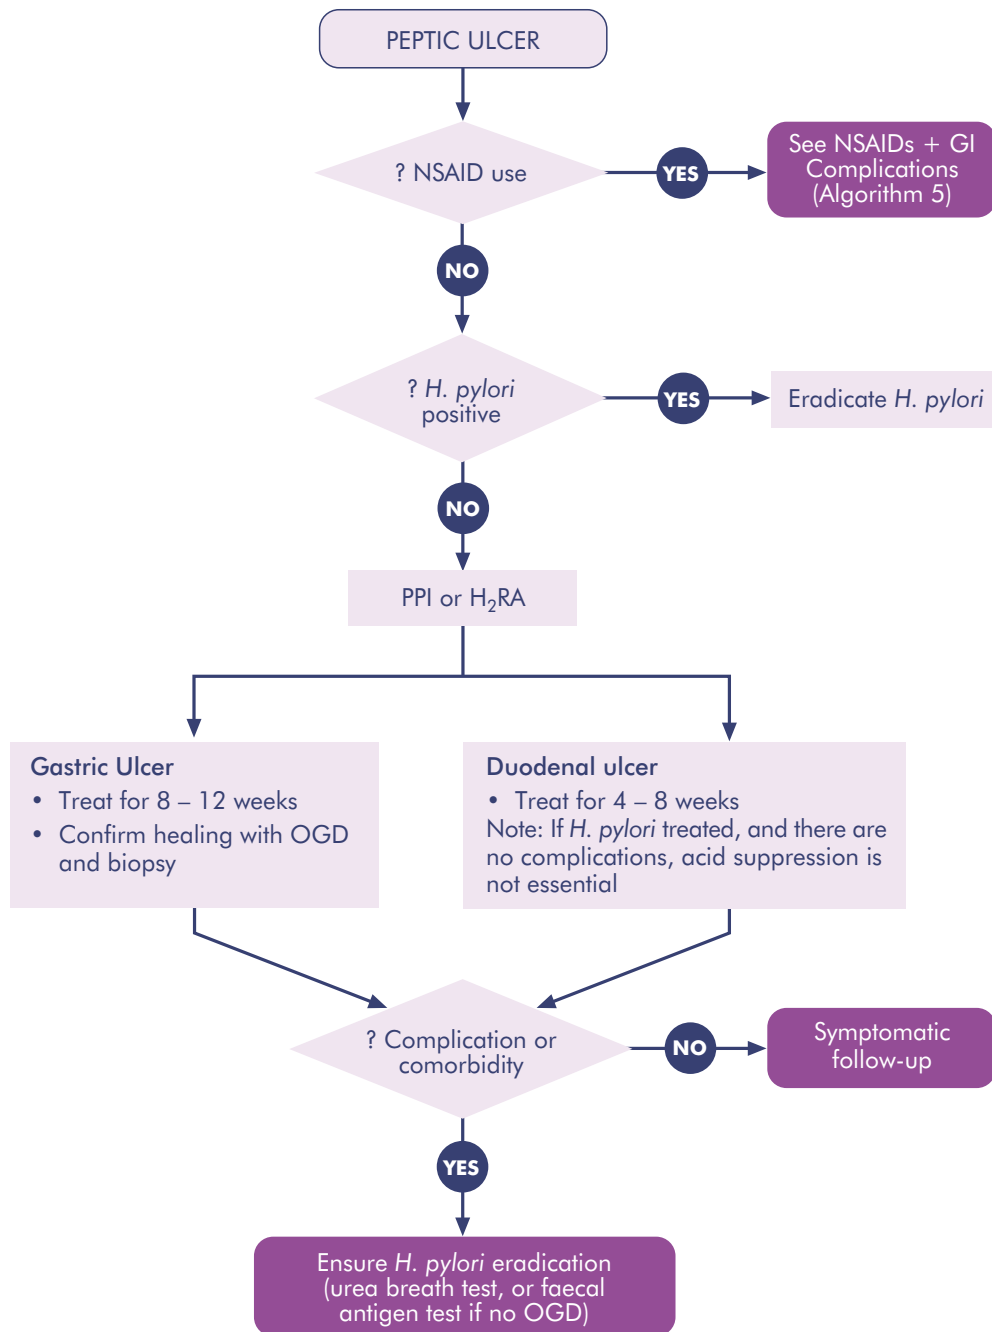 PEPTIC ULCER
? NSAID use
YES
See NSAIDs + GI
Complications
(Algorithm 5)
NO
? H. pylori
positive
YES
Eradicate H. pylori
NO
PPI or H₂RA
Gastric Ulcer
• Treat for 8 – 12 weeks
• Confirm healing with OGD
and biopsy
Duodenal ulcer
• Treat for 4 – 8 weeks
Note: If H. pylori treated, and there are
no complications, acid suppression is
not essential
? Complication or
comorbidity
NO
Symptomatic
follow-up
YES
Ensure H. pylori eradication
(urea breath test, or faecal
antigen test if no OGD)